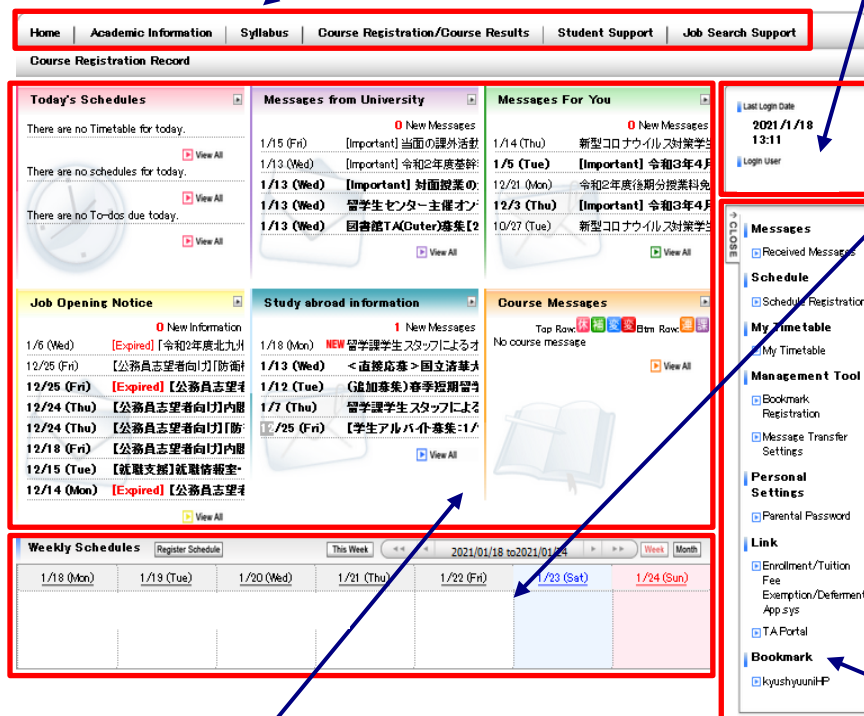 Home | Academic Information | Syllabus | Course Registration/Course Results | Student Support | Job Search Support
Course Registration Record
Today's Schedules
There are no Timetable for today.
View All
There are no schedules for today.
View All
There are no To-dos due today.
View All
Messages from University
0 New Messages
1/15 (Fri) [Important] 当面の課外活動
1/13 (Wed) [Important] 令和2年度基幹
1/13 (Wed) [Important] 対面授業の
1/13 (Wed) 留学生センター主催オン
1/13 (Wed) 図書館TA(Cuter)募集【2
View All
Messages For You
0 New Messages
1/14 (Thu) 新型コロナウイルス対策学生
1/5 (Tue) [Important] 令和3年4月
12/21 (Mon) 令和2年度後期分授業料免
12/3 (Thu) [Important] 令和3年4月
10/27 (Tue) 新型コロナウイルス対策学生
View All
Job Opening Notice
0 New Information
1/6 (Wed) [Expired]「令和2年度北九州
12/25 (Fri) 【公務員志望者向け】「防衛
12/25 (Fri) [Expired]【公務員志望者
12/24 (Thu) 【公務員志望者向け】内閣
12/24 (Thu) 【公務員志望者向け】「防
12/18 (Fri) 【公務員志望者向け】内閣
12/15 (Tue) 【就職支援】就職情報室・
12/14 (Mon) [Expired]【公務員志望者
View All
Study abroad information
1 New Messages
1/18 (Mon) NEW 留学課学生スタッフによるオ
1/13 (Wed) <直接応募>国立清華大
1/12 (Tue) (追加募集)春季短期留学
1/7 (Thu) 留学課学生スタッフによる
12/25 (Fri) 【学生アルバイト募集:1/
View All
Course Messages
Top Row: 休 補 変 変 Btm Row: 連 課
No course message
View All
Weekly Schedules Register Schedule This Week 2021/01/18 to2021/01/24 Week Month
1/18 (Mon) 1/19 (Tue) 1/20 (Wed) 1/21 (Thu) 1/22 (Fri) 1/23 (Sat) 1/24 (Sun)
Last Login Date
2021/1/18
13:11
Login User
CLOSE
Messages
Received Messages
Schedule
Schedule Registration
My Timetable
My Timetable
Management Tool
Bookmark
Registration
Message Transfer
Settings
Personal
Settings
Parental Password
Link
Enrollment/Tuition
Fee
Exemption/Deferment
App.sys
TA Portal
Bookmark
kyushyuuniHP